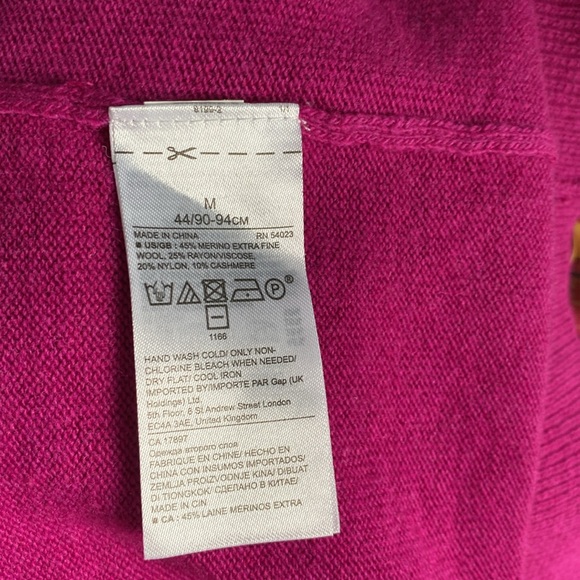 M
44/90-94CM
MADE IN CHINA RN 54023
■ US/GB : 45% MERINO EXTRA FINE
WOOL, 25% RAYON/VISCOSE,
20% NYLON, 10% CASHMERE
P
1166
HAND WASH COLD/ ONLY NON-
CHLORINE BLEACH WHEN NEEDED/
DRY FLAT/ COOL IRON
IMPORTED BY/IMPORTE PAR Gap (UK
Holdings) Ltd.
5th Floor, 6 St Andrew Street London
EC4A 3AE, United Kingdom
CA 17897
Одежда второго слоя
FABRIQUÉ EN CHINE/ HECHO EN
CHINA CON INSUMOS IMPORTADOS/
ZEMLJA PROIZVODNJE KINA/ DIBUAT
DI TIONGKOK/ СДЕЛАНО В КИТАЕ/
MADE IN CIN
■ CA : 45% LAINE MÉRINOS EXTRA